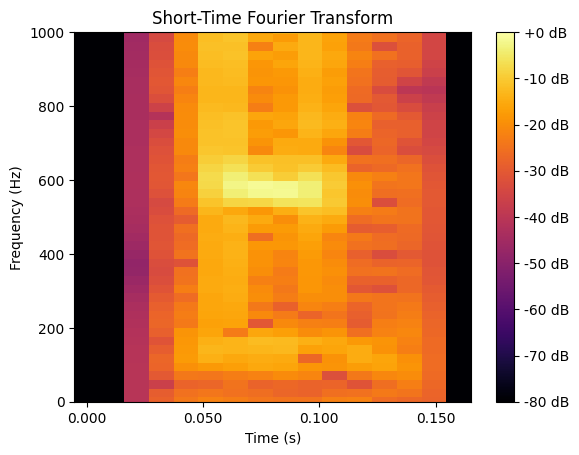 Short-Time Fourier Transform
Frequency (Hz)
1000
800
600
400
200
0
0.000
0.050
0.100
0.150
Time (s)
+0 dB
-10 dB
-20 dB
-30 dB
-40 dB
-50 dB
-60 dB
-70 dB
-80 dB